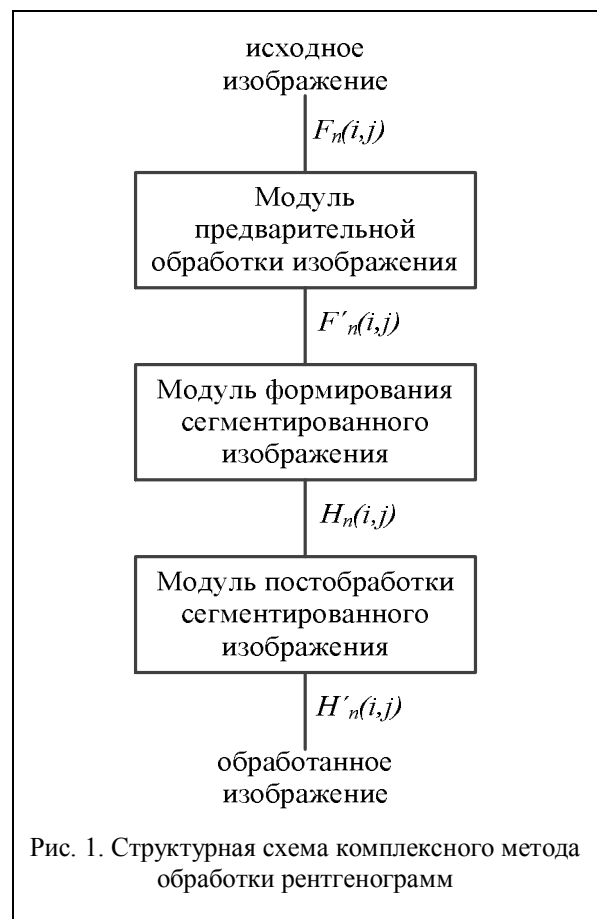 исходное
изображение
Fₙ(i,j)
Модуль
предварительной
обработки изображения
F′ₙ(i,j)
Модуль формирования
сегментированного
изображения
Hₙ(i,j)
Модуль постобработки
сегментированного
изображения
H′ₙ(i,j)
обработанное
изображение
Рис. 1. Структурная схема комплексного метода
обработки рентгенограмм